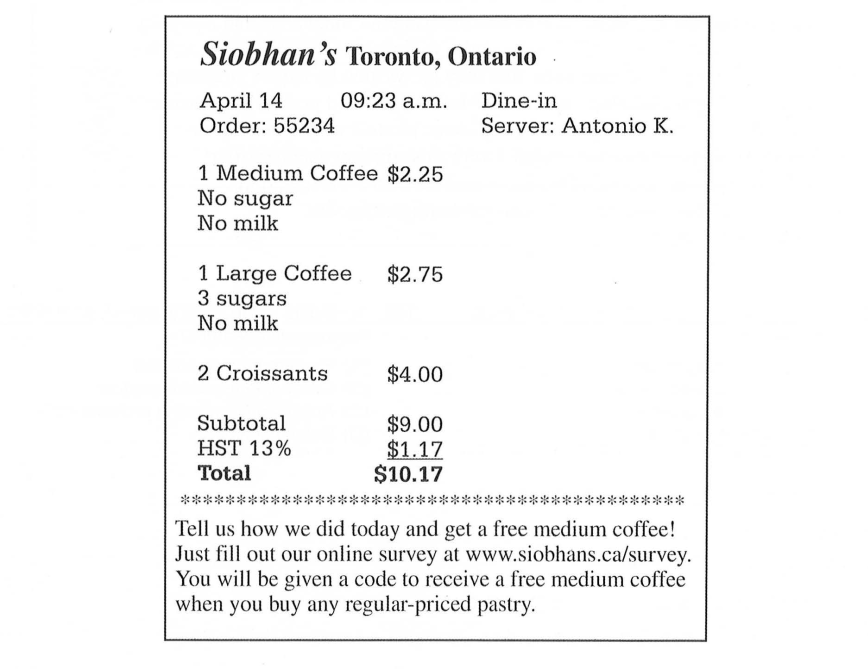 Siobhan's Toronto, Ontario
April 14 09:23 a.m. Dine-in
Order: 55234 Server: Antonio K.
1 Medium Coffee $2.25
No sugar
No milk
1 Large Coffee $2.75
3 sugars
No milk
2 Croissants $4.00
Subtotal $9.00
HST 13% $1.17
Total $10.17
*********************************************
Tell us how we did today and get a free medium coffee!
Just fill out our online survey at www.siobhans.ca/survey.
You will be given a code to receive a free medium coffee
when you buy any regular-priced pastry.